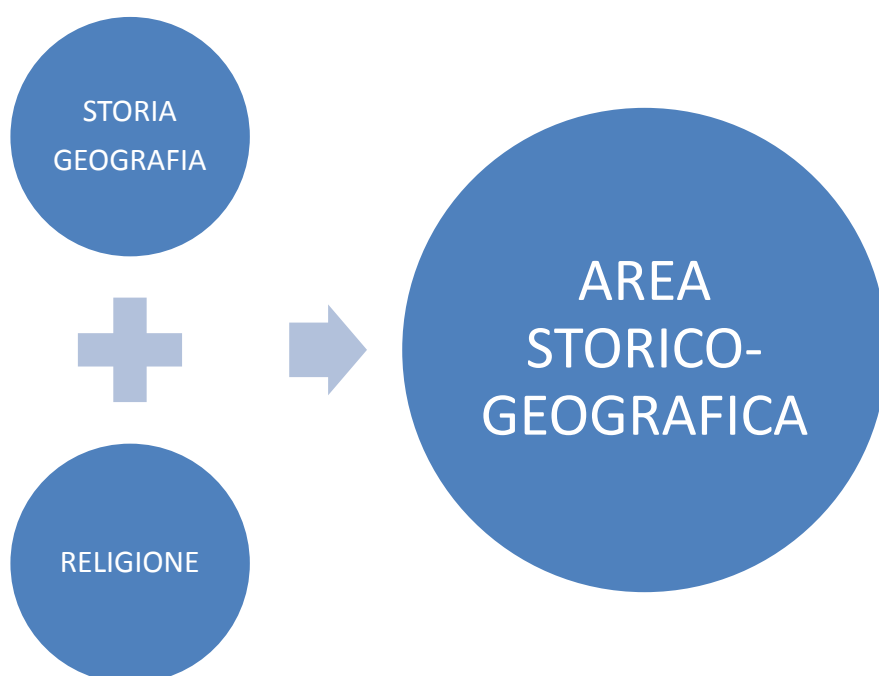 STORIA
GEOGRAFIA
RELIGIONE
AREA
STORICO-
GEOGRAFICA